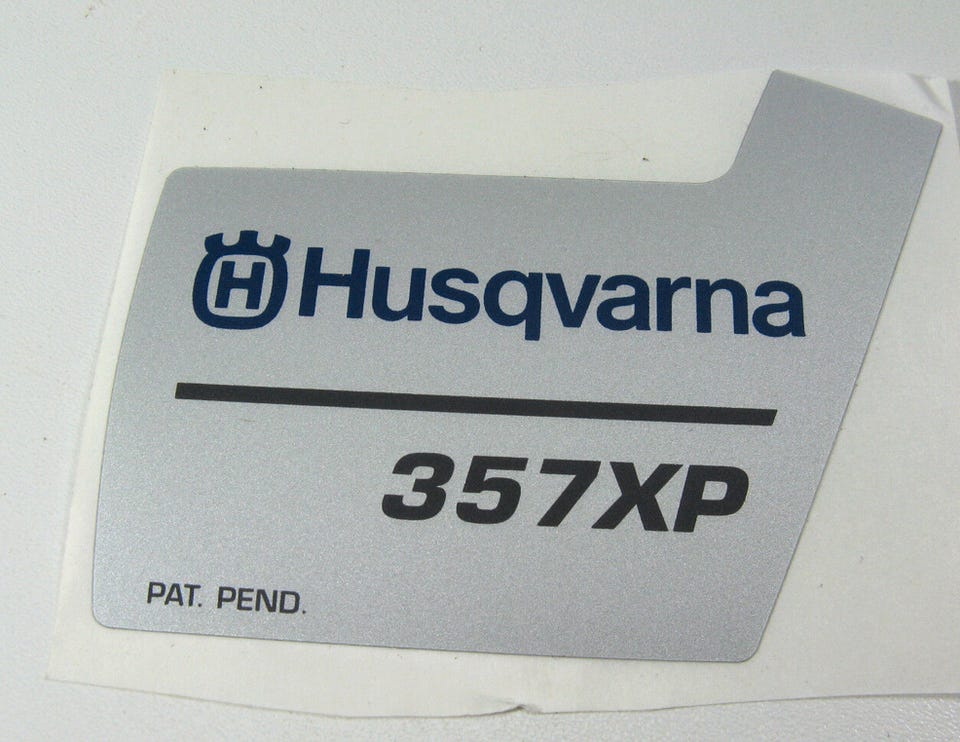 H Husqvarna
357XP
PAT. PEND.